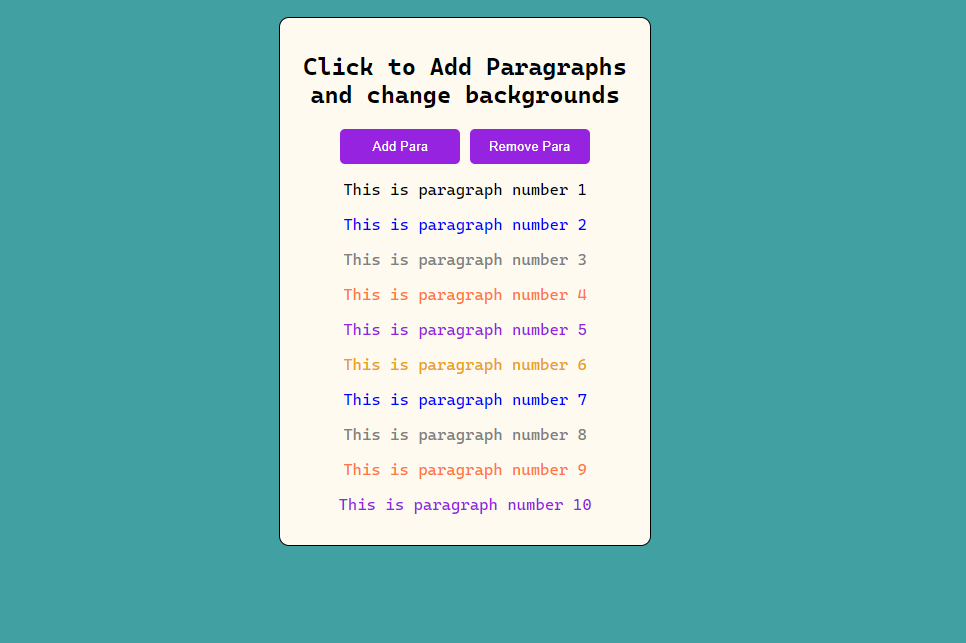 Click to Add Paragraphs
and change backgrounds
Add Para
Remove Para
This is paragraph number 1
This is paragraph number 2
This is paragraph number 3
This is paragraph number 4
This is paragraph number 5
This is paragraph number 6
This is paragraph number 7
This is paragraph number 8
This is paragraph number 9
This is paragraph number 10